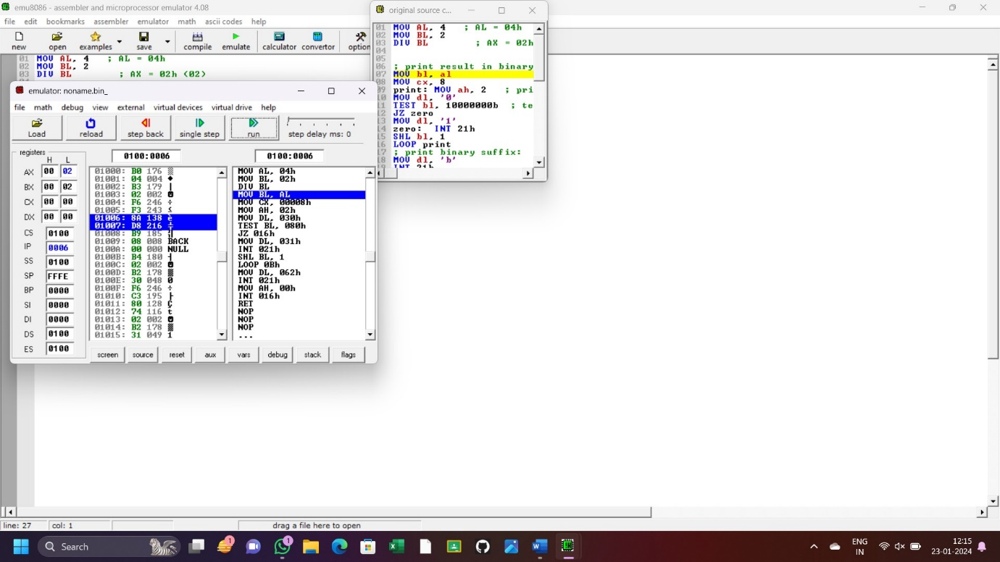 emu8086 - assembler and microprocessor emulator 4.08
file edit bookmarks assembler emulator math ascii codes help
new open examples save compile emulate calculator convertor option
01 MOV AL, 4 ; AL = 04h
02 MOV BL, 2
03 DIV BL ; AX = 02h (02)
emulator: noname.bin_
file math debug view external virtual devices virtual drive help
Load reload step back single step run step delay ms: 0
registers
H L
AX 00 02
BX 00 02
CX 00 00
DX 00 00
CS 0100
IP 0006
SS 0100
SP FFFE
BP 0000
SI 0000
DI 0000
DS 0100
ES 0100
0100:0006
01000: B0 176 ▒
01001: 04 004 ♦
01002: B3 179 │
01003: 02 002 ☻
01004: F6 246 ÷
01005: F3 243 ≤
01006: 8A 138 è
01007: D8 216 ╪
01008: B9 185 ╣
01009: 08 008 BACK
0100A: 00 000 NULL
0100B: B4 180 ┤
0100C: 02 002 ☻
0100D: B2 178 ▓
0100E: 30 048 0
0100F: F6 246 ÷
01010: C3 195 ├
01011: 80 128 Ç
01012: 74 116 t
01013: 02 002 ☻
01014: B2 178 ▓
01015: 31 049 1
0100:0006
MOV AL, 04h
MOV BL, 02h
DIV BL
MOV BL, AL
MOV CX, 00008h
MOV AH, 02h
MOV DL, 030h
TEST BL, 080h
JZ 016h
MOV DL, 031h
INT 021h
SHL BL, 1
LOOP 0Bh
MOV DL, 062h
INT 021h
MOV AH, 00h
INT 016h
RET
NOP
NOP
NOP
...
screen source reset aux vars debug stack flags
original source c...
01 MOV AL, 4 ; AL = 04h
02 MOV BL, 2
03 DIV BL ; AX = 02h
04
05
06 ; print result in binary
07 MOV bl, al
08 MOV cx, 8
09 print: MOV ah, 2 ; pri
10 MOV dl, '0'
11 TEST bl, 10000000b ; te
12 JZ zero
13 MOV dl, '1'
14 zero: INT 21h
15 SHL bl, 1
16 LOOP print
17 ; print binary suffix:
18 MOV dl, 'b'
19 INT 21h
line: 27 col: 1 drag a file here to open
Search
1
1
ENG
IN
12:15
23-01-2024